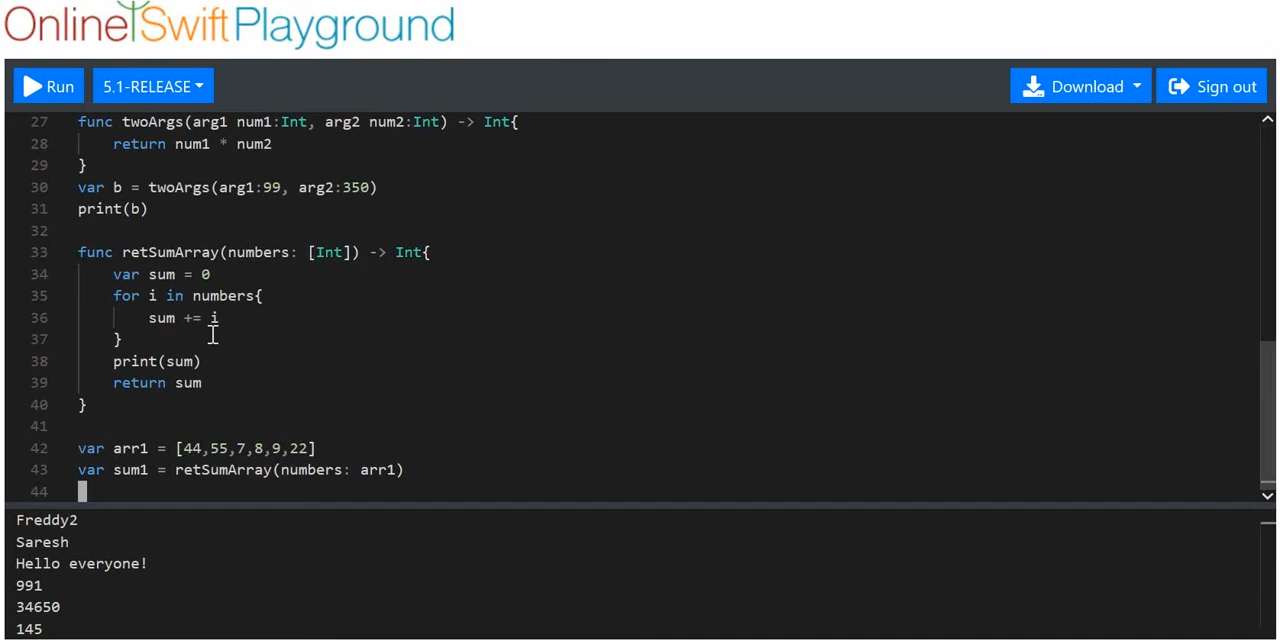 Online Swift Playground
Run 5.1-RELEASE Download Sign out
27 func twoArgs(arg1 num1:Int, arg2 num2:Int) -> Int{
28 return num1 * num2
29 }
30 var b = twoArgs(arg1:99, arg2:350)
31 print(b)
32
33 func retSumArray(numbers: [Int]) -> Int{
34 var sum = 0
35 for i in numbers{
36 sum += i
37 }
38 print(sum)
39 return sum
40 }
41
42 var arr1 = [44,55,7,8,9,22]
43 var sum1 = retSumArray(numbers: arr1)
44
Freddy2
Saresh
Hello everyone!
991
34650
145